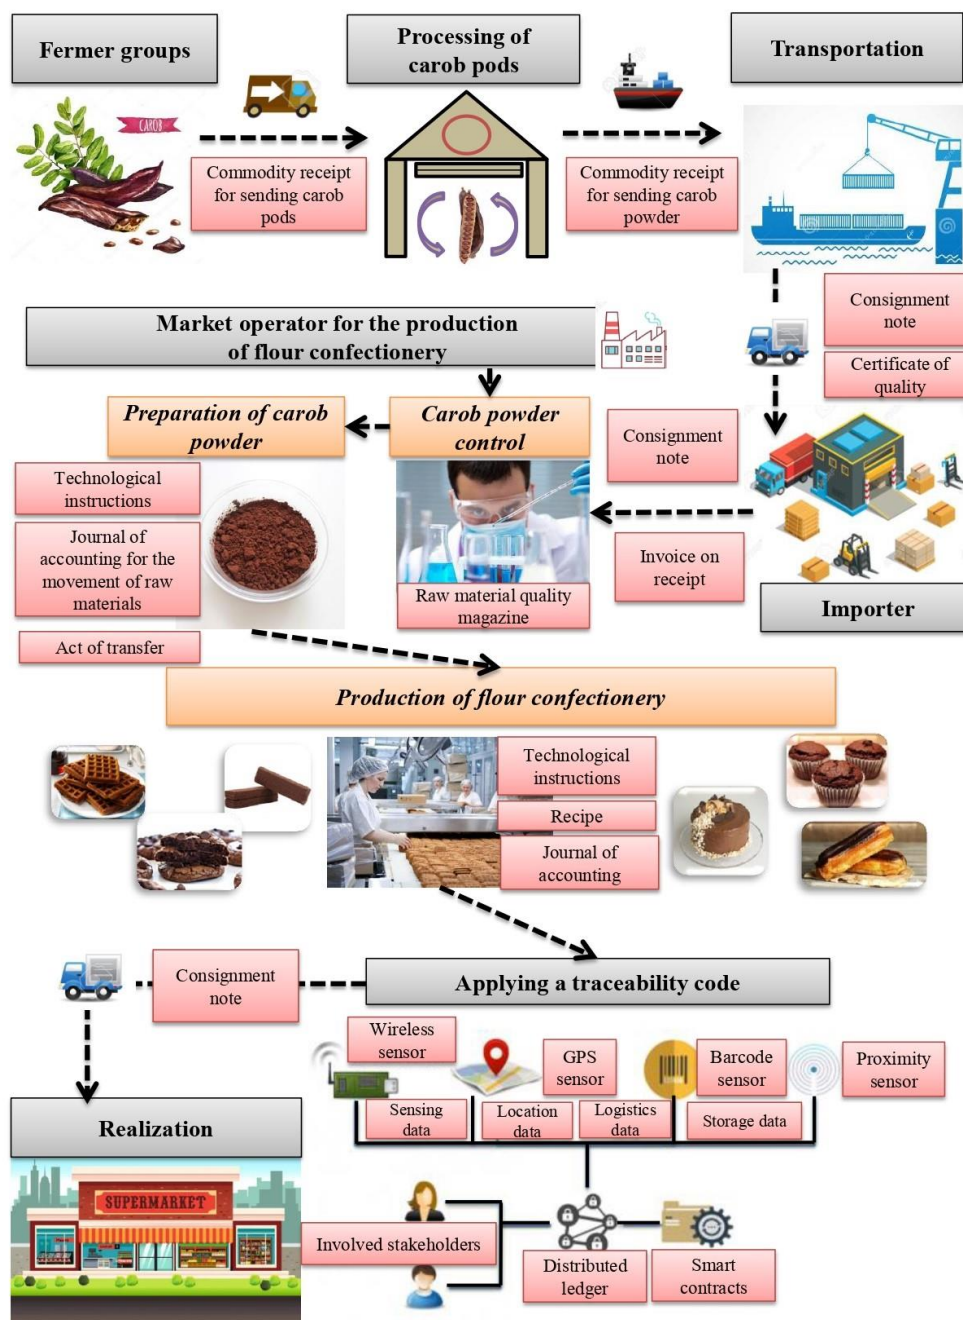 Fermer groups
Processing of
carob pods
Transportation
CAROB
Commodity receipt
for sending carob
pods
Commodity receipt
for sending carob
powder
Consignment
note
Certificate of
quality
Market operator for the production
of flour confectionery
Preparation of carob
powder
Carob powder
control
Consignment
note
Technological
instructions
Journal of
accounting for the
movement of raw
materials
Act of transfer
Raw material quality
magazine
Invoice on
receipt
Importer
Production of flour confectionery
Technological
instructions
Recipe
Journal of
accounting
Consignment
note
Applying a traceability code
Wireless
sensor
GPS
sensor
Barcode
sensor
Proximity
sensor
Sensing
data
Location
data
Logistics
data
Storage data
Realization
SUPERMARKET
Involved stakeholders
Distributed
ledger
Smart
contracts